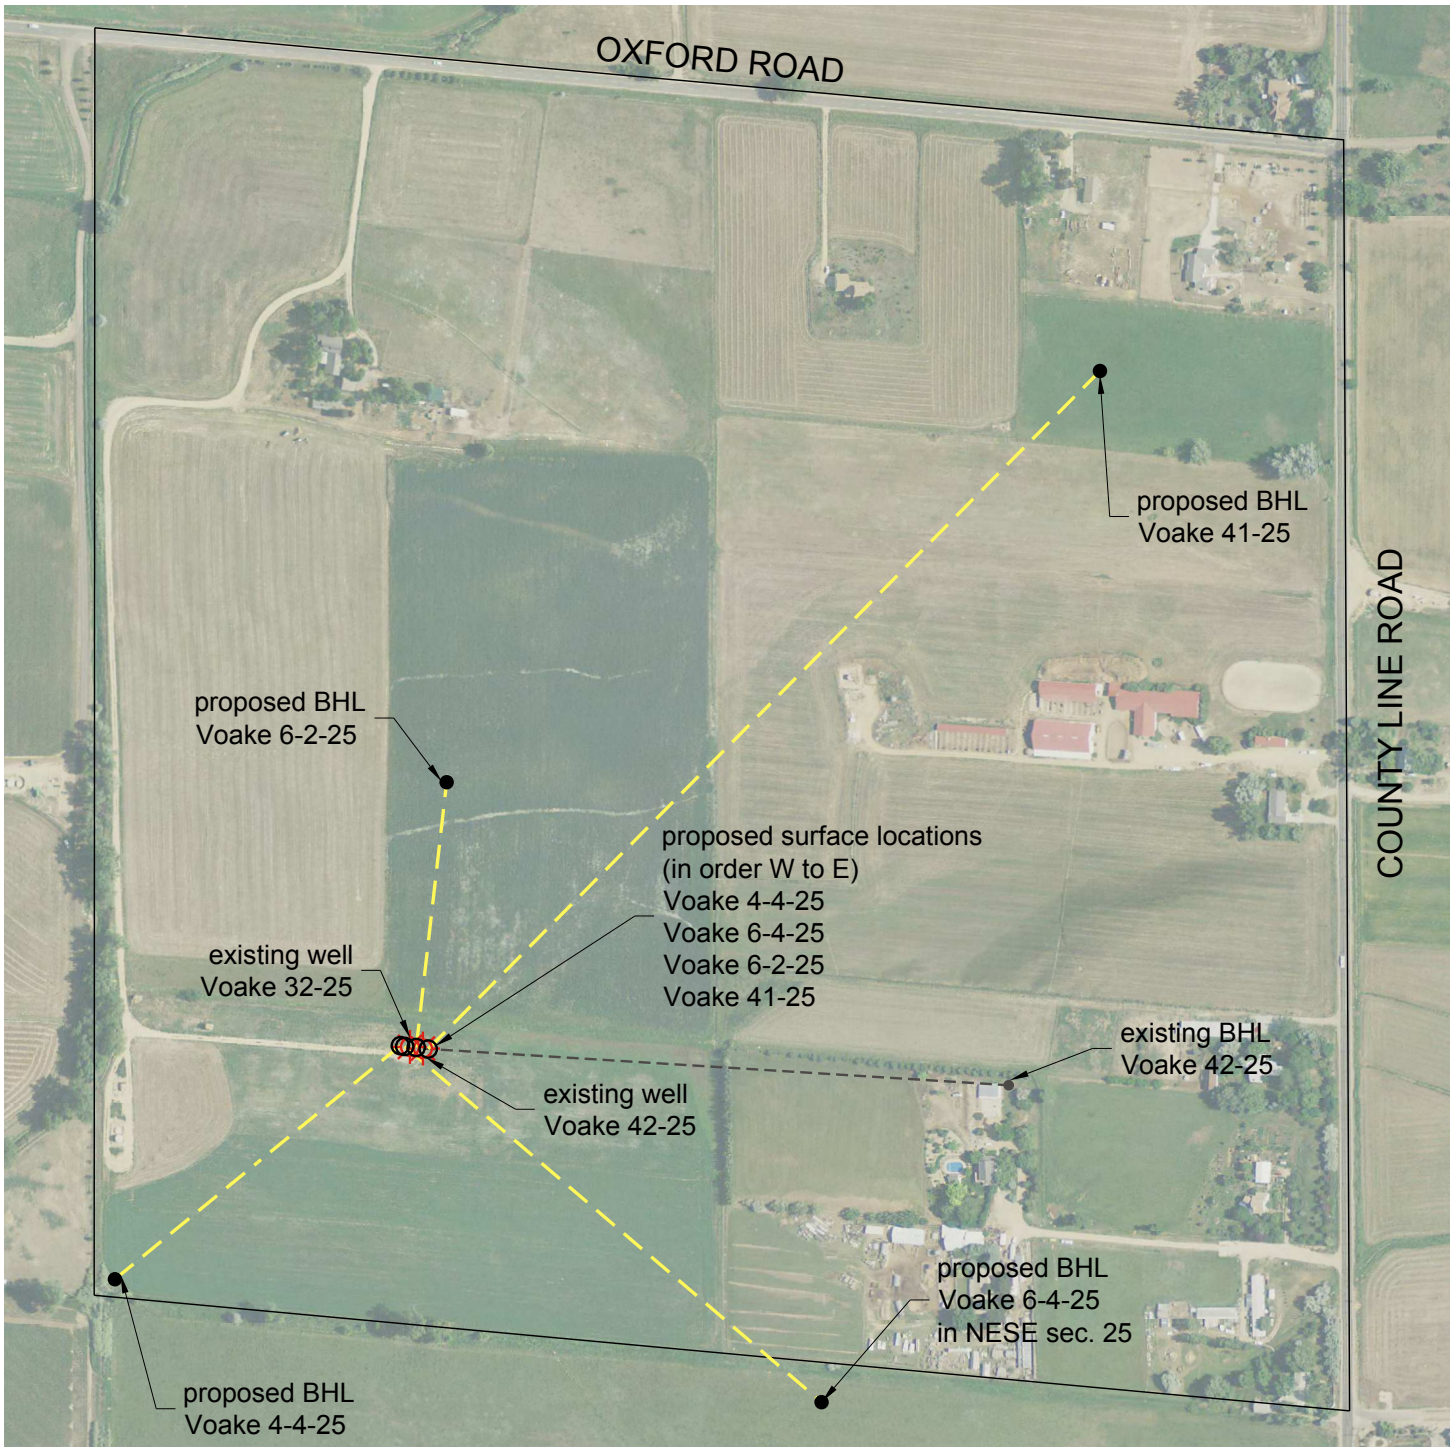 OXFORD ROAD
proposed BHL
Voake 41-25
COUNTY LINE ROAD
proposed BHL
Voake 6-2-25
proposed surface locations
(in order W to E)
Voake 4-4-25
Voake 6-4-25
Voake 6-2-25
Voake 41-25
existing well
Voake 32-25
existing BHL
Voake 42-25
existing well
Voake 42-25
proposed BHL
Voake 6-4-25
in NESE sec. 25
proposed BHL
Voake 4-4-25